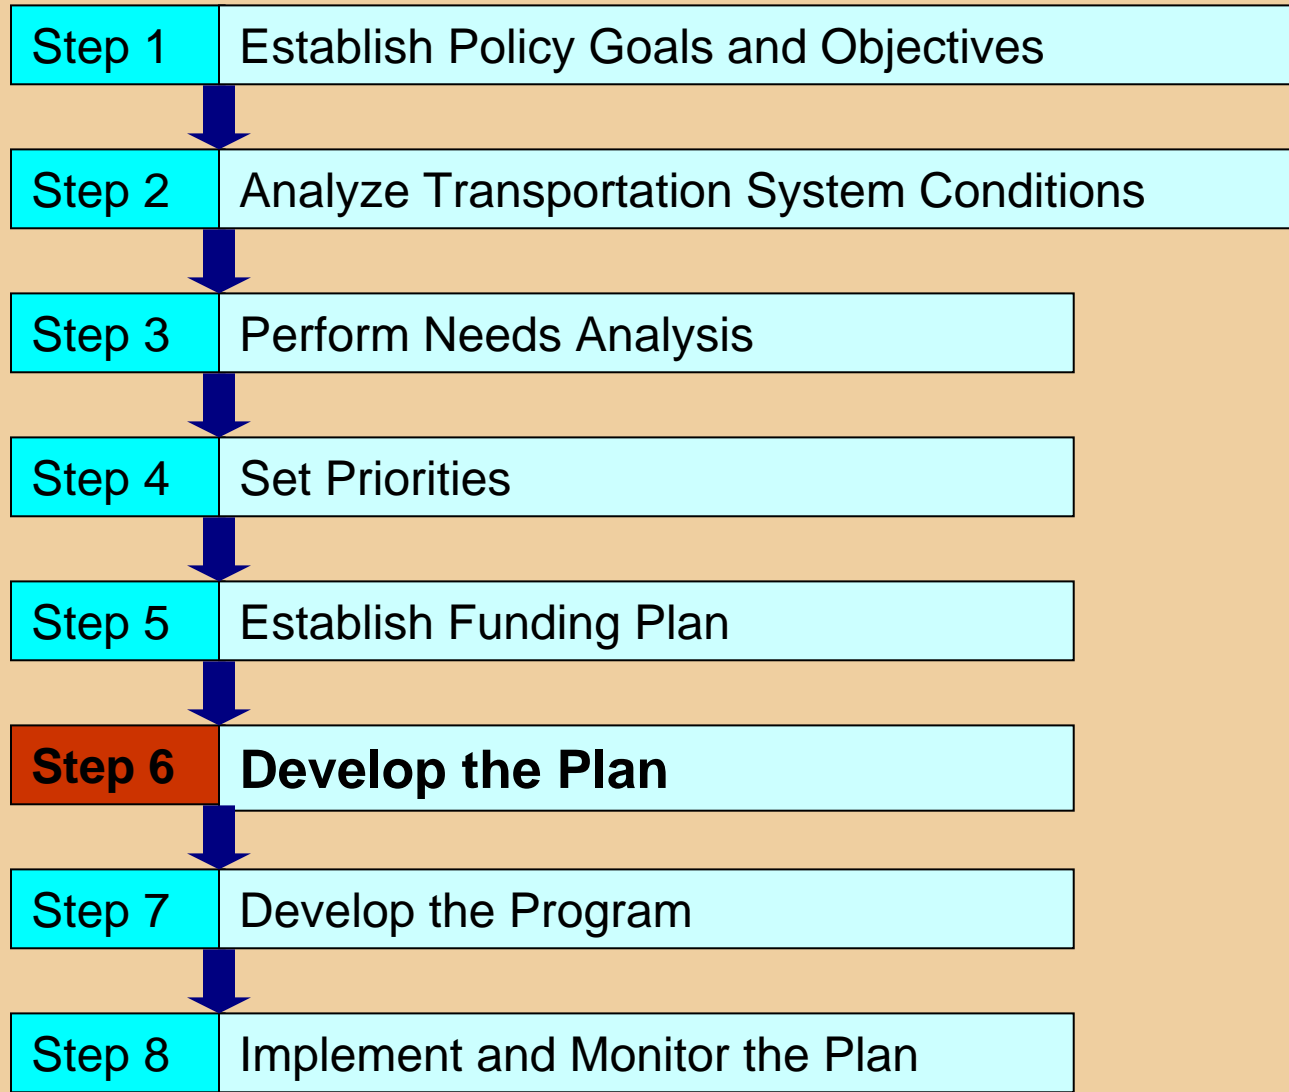 Step 1 Establish Policy Goals and Objectives
Step 2 Analyze Transportation System Conditions
Step 3 Perform Needs Analysis
Step 4 Set Priorities
Step 5 Establish Funding Plan
Step 6 Develop the Plan
Step 7 Develop the Program
Step 8 Implement and Monitor the Plan